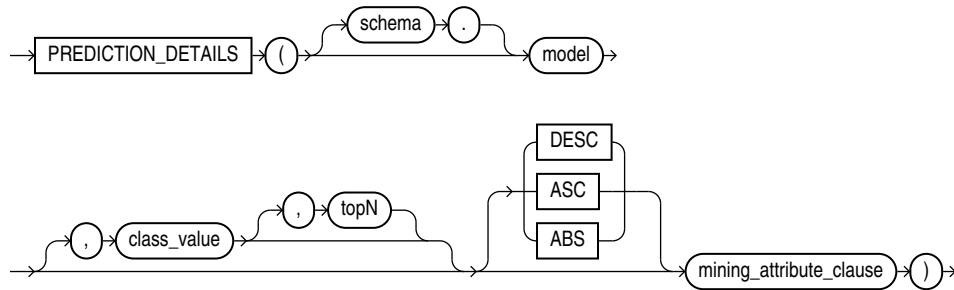 schema .
PREDICTION_DETAILS ( model
DESC
, topN ASC
, class_value ABS
mining_attribute_clause )